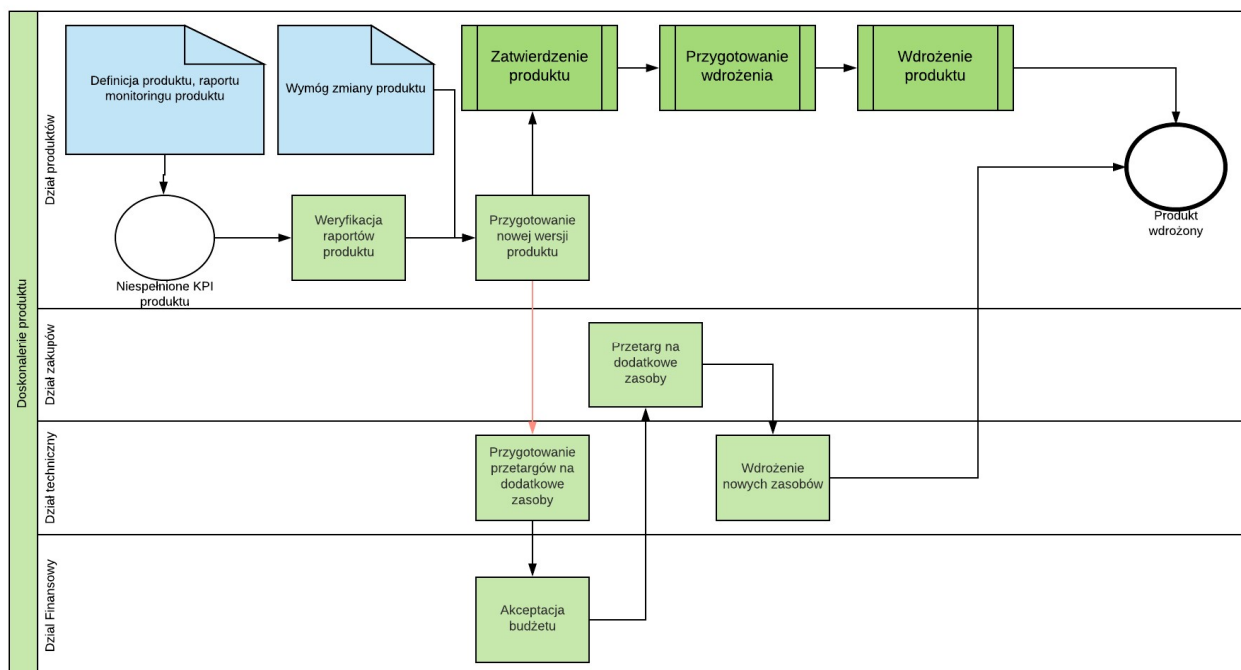 Doskonalenie produktu
Dział produktów
Definicja produktu, raportu
monitoringu produktu
Wymóg zmiany produktu
Zatwierdzenie
produktu
Przygotowanie
wdrożenia
Wdrożenie
produktu
Niespełnione KPI
produktu
Weryfikacja
raportów
produktu
Przygotowanie
nowej wersji
produktu
Produkt
wdrożony
Dział zakupów
Przetarg na
dodatkowe
zasoby
Dział techniczny
Przygotowanie
przetargów na
dodatkowe
zasoby
Wdrożenie
nowych zasobów
Dzial Finansowy
Akceptacja
budżetu